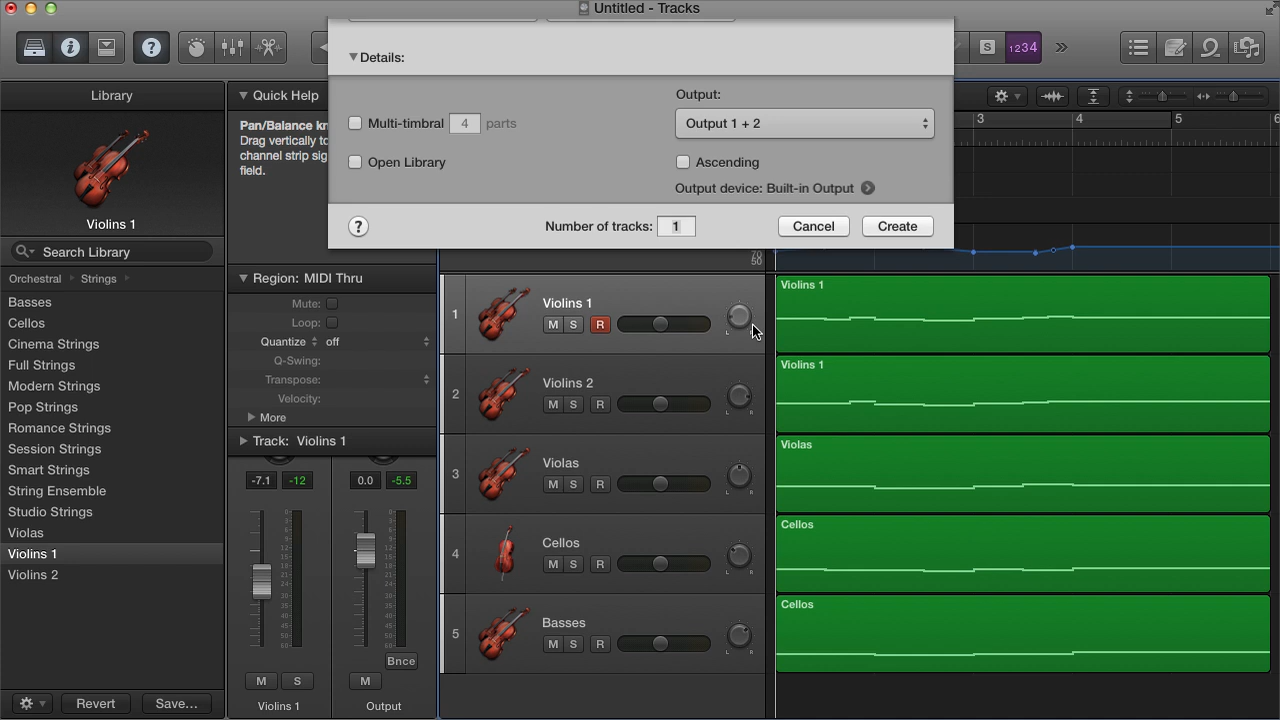 Untitled - Tracks
S
1234
Details:
Output:
Multi-timbral 4 parts
Output 1 + 2
Open Library
Ascending
Output device: Built-in Output
? Number of tracks: 1 Cancel Create
Library
Violins 1
Search Library
Orchestral Strings
Basses
Cellos
Cinema Strings
Full Strings
Modern Strings
Pop Strings
Romance Strings
Session Strings
Smart Strings
String Ensemble
Studio Strings
Violas
Violins 1
Violins 2
Revert Save...
Quick Help
Pan/Balance kn
Drag vertically to
channel strip sig
field.
Region: MIDI Thru
Mute:
Loop:
Quantize off
Q-Swing:
Transpose:
Velocity:
More
Track: Violins 1
-7.1 -12 0.0 -5.5
Bnce
M S M
Violins 1 Output
3 4 5 6
50
1 Violins 1
M S R
L
Violins 1
2 Violins 2
M S R
L R
Violins 1
3 Violas
M S R
L R
Violas
4 Cellos
M S R
L R
Cellos
5 Basses
M S R
L R
Cellos